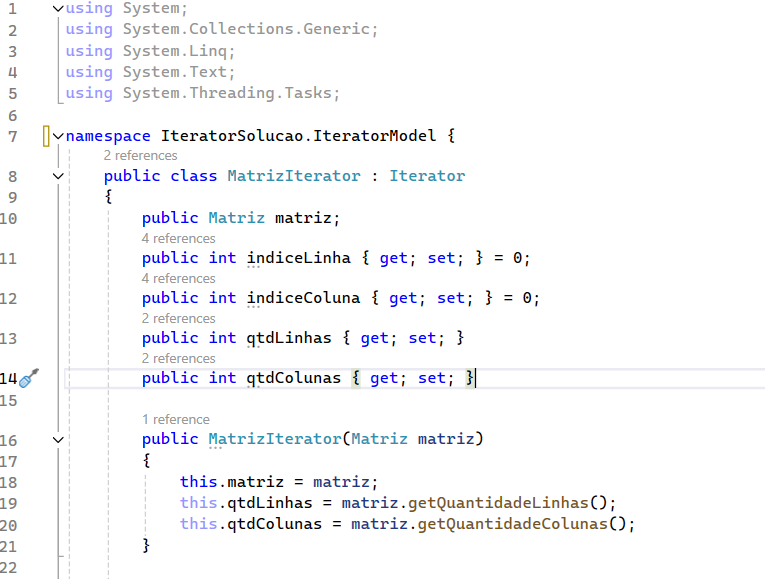 1 using System;
2 using System.Collections.Generic;
3 using System.Linq;
4 using System.Text;
5 using System.Threading.Tasks;
6
7 namespace IteratorSolucao.IteratorModel {
2 references
8 public class MatrizIterator : Iterator
9 {
10 public Matriz matriz;
4 references
11 public int indiceLinha { get; set; } = 0;
4 references
12 public int indiceColuna { get; set; } = 0;
2 references
13 public int qtdLinhas { get; set; }
2 references
14 public int qtdColunas { get; set; }
15
1 reference
16 public MatrizIterator(Matriz matriz)
17 {
18 this.matriz = matriz;
19 this.qtdLinhas = matriz.getQuantidadeLinhas();
20 this.qtdColunas = matriz.getQuantidadeColunas();
21 }
22